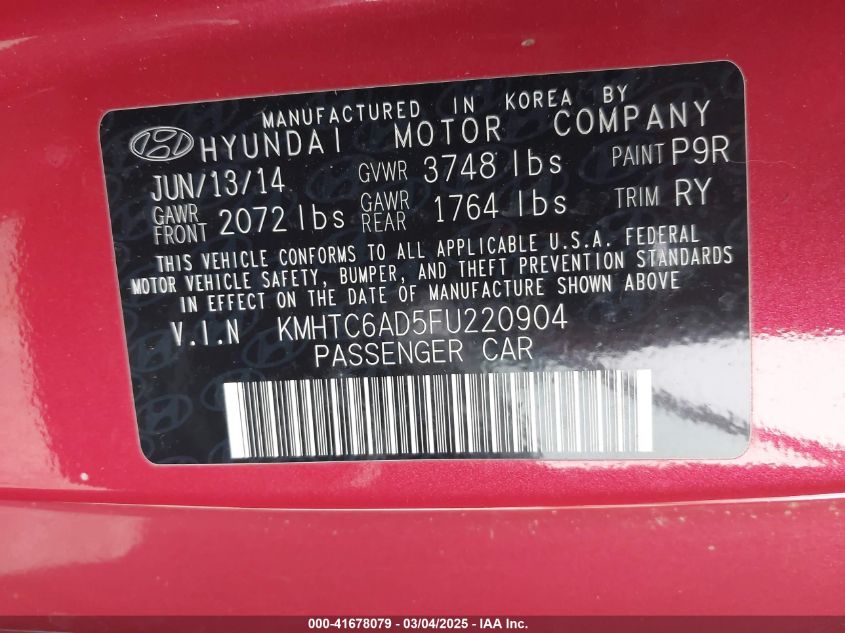 MANUFACTURED IN KOREA BY
HYUNDAI MOTOR COMPANY
JUN/13/14 GVWR 3748 lbs PAINT P9R
GAWR FRONT 2072 lbs GAWR REAR 1764 lbs TRIM RY
THIS VEHICLE CONFORMS TO ALL APPLICABLE U.S.A. FEDERAL
MOTOR VEHICLE SAFETY, BUMPER, AND THEFT PREVENTION STANDARDS
IN EFFECT ON THE DATE OF MANUFACTURE SHOWN ABOVE
V.I.N KMHTC6AD5FU220904
PASSENGER CAR
000-41678079 - 03/04/2025 - IAA Inc.